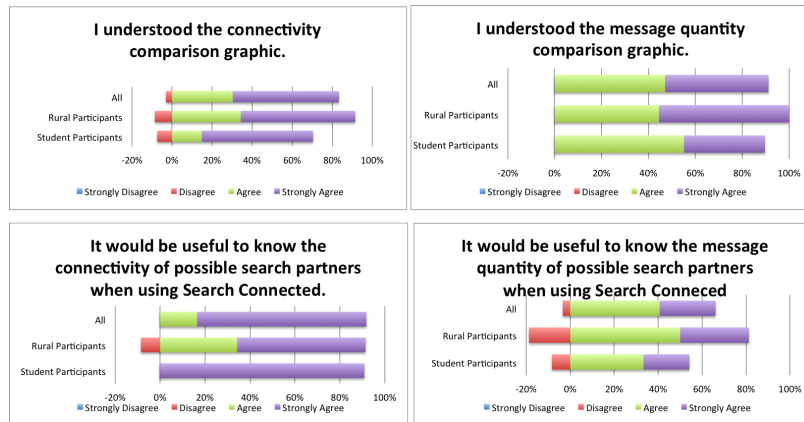 I understood the connectivity
comparison graphic.
All
Rural Participants
Student Participants
-20% 0% 20% 40% 60% 80% 100%
Strongly Disagree Disagree Agree Strongly Agree
I understood the message quantity
comparison graphic.
All
Rural Participants
Student Participants
-20% 0% 20% 40% 60% 80% 100%
Strongly Disagree Disagree Agree Strongly Agree
It would be useful to know the
connectivity of possible search partners
when using Search Connected.
All
Rural Participants
Student Participants
-20% 0% 20% 40% 60% 80% 100%
Strongly Disagree Disagree Agree Strongly Agree
It would be useful to know the message
quantity of possible search partners
when using Search Conneced
All
Rural Participants
Student Participants
-20% 0% 20% 40% 60% 80% 100%
Strongly Disagree Disagree Agree Strongly Agree